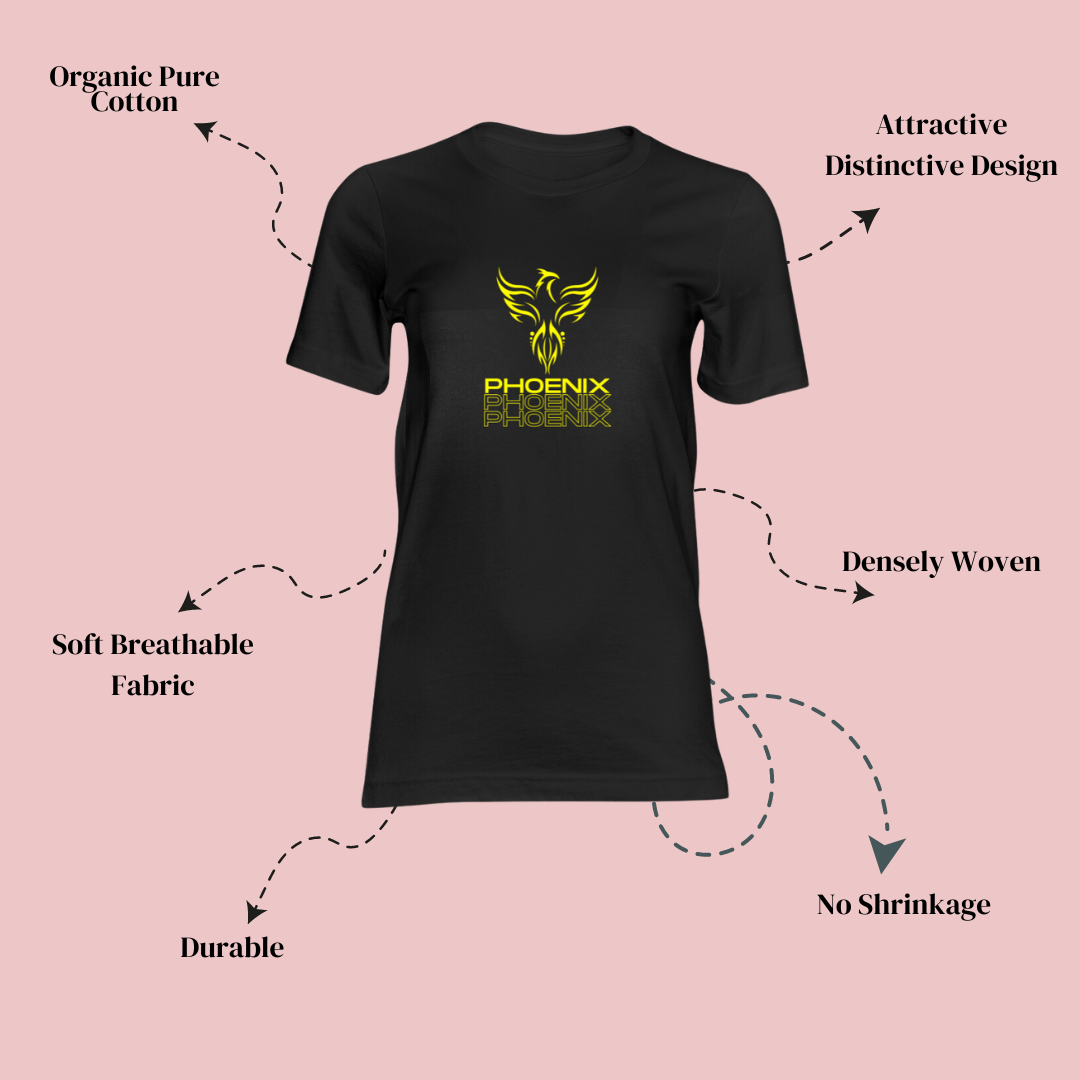 Organic Pure
Cotton
Attractive
Distinctive Design
PHOENIX
PHOENIX
PHOENIX
Densely Woven
Soft Breathable
Fabric
No Shrinkage
Durable